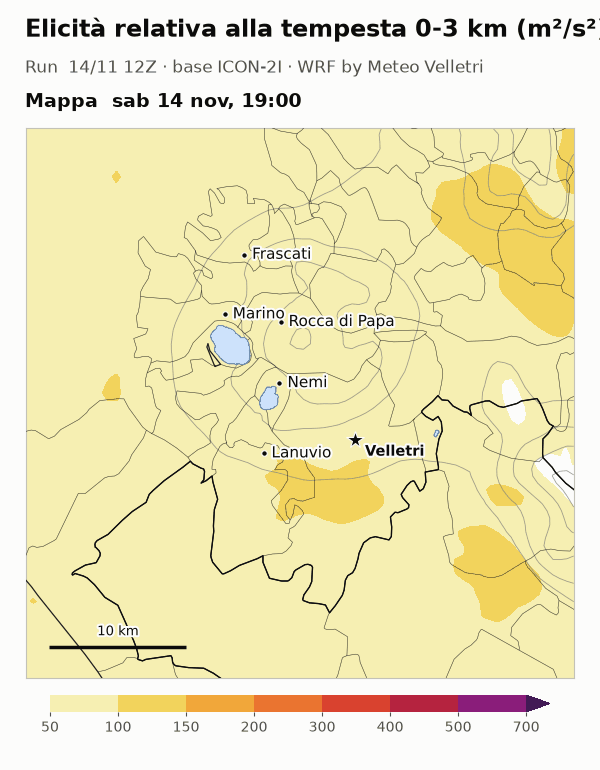 Elicità relativa alla tempesta 0-3 km (m²/s²)
Run 14/11 12Z · base ICON-2I · WRF by Meteo Velletri
Mappa sab 14 nov, 19:00
Frascati
Marino
Rocca di Papa
Nemi
Velletri
Lanuvio
10 km
50 100 150 200 300 400 500 700